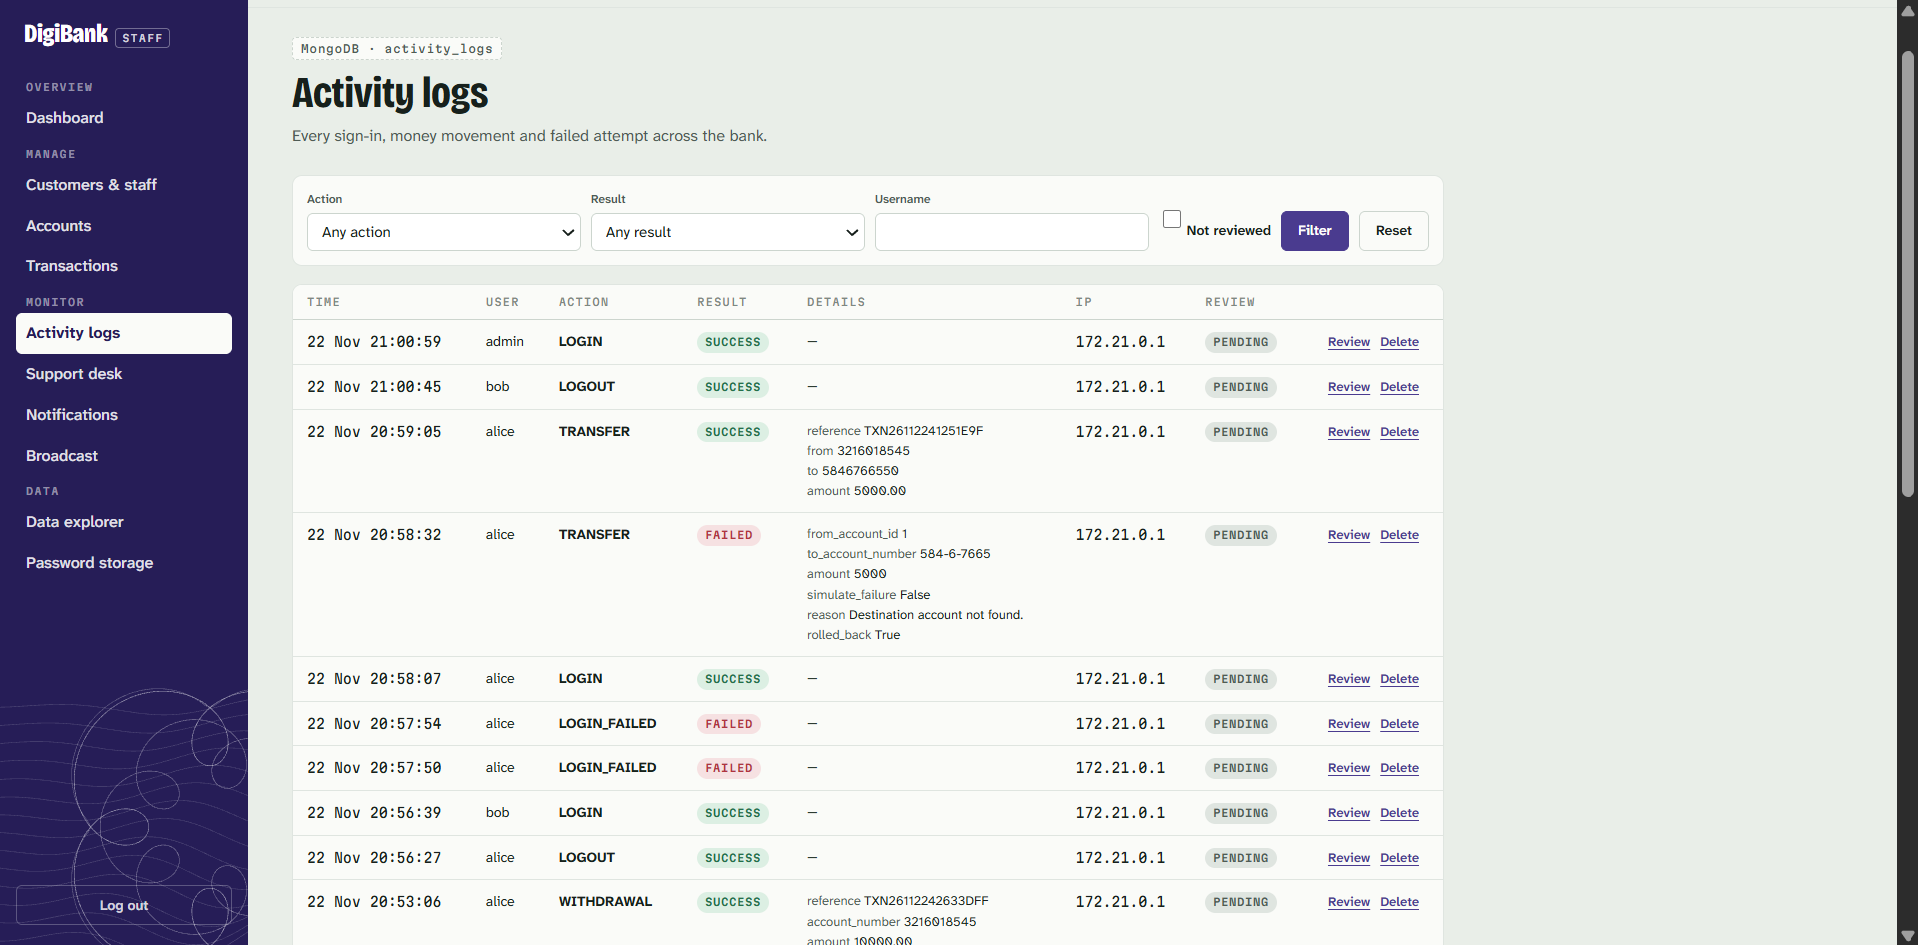 DigiBank STAFF
OVERVIEW
Dashboard
MANAGE
Customers & staff
Accounts
Transactions
MONITOR
Activity logs
Support desk
Notifications
Broadcast
DATA
Data explorer
Password storage
Log out
MongoDB · activity_logs
Activity logs
Every sign-in, money movement and failed attempt across the bank.
Action Result Username
Any action Any result Not reviewed Filter Reset
TIME USER ACTION RESULT DETAILS IP REVIEW
22 Nov 21:00:59 admin LOGIN SUCCESS — 172.21.0.1 PENDING Review Delete
22 Nov 21:00:45 bob LOGOUT SUCCESS — 172.21.0.1 PENDING Review Delete
22 Nov 20:59:05 alice TRANSFER SUCCESS reference TXN26112241251E9F 172.21.0.1 PENDING Review Delete
from 3216018545
to 5846766550
amount 5000.00
22 Nov 20:58:32 alice TRANSFER FAILED from_account_id 1 172.21.0.1 PENDING Review Delete
to_account_number 584-6-7665
amount 5000
simulate_failure False
reason Destination account not found.
rolled_back True
22 Nov 20:58:07 alice LOGIN SUCCESS — 172.21.0.1 PENDING Review Delete
22 Nov 20:57:54 alice LOGIN_FAILED FAILED — 172.21.0.1 PENDING Review Delete
22 Nov 20:57:50 alice LOGIN_FAILED FAILED — 172.21.0.1 PENDING Review Delete
22 Nov 20:56:39 bob LOGIN SUCCESS — 172.21.0.1 PENDING Review Delete
22 Nov 20:56:27 alice LOGOUT SUCCESS — 172.21.0.1 PENDING Review Delete
22 Nov 20:53:06 alice WITHDRAWAL SUCCESS reference TXN26112242633DFF 172.21.0.1 PENDING Review Delete
account_number 3216018545
amount 10000.00